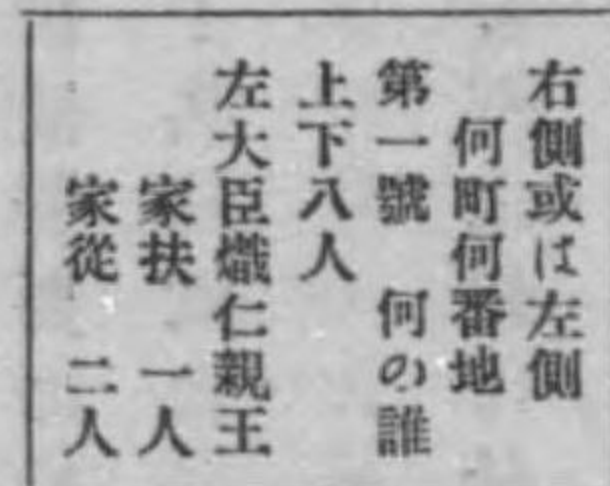 右側或は左側
何町何番地
第一號　何の誰
上下八人
左大臣熾仁親王
家扶　一人
家從　二人